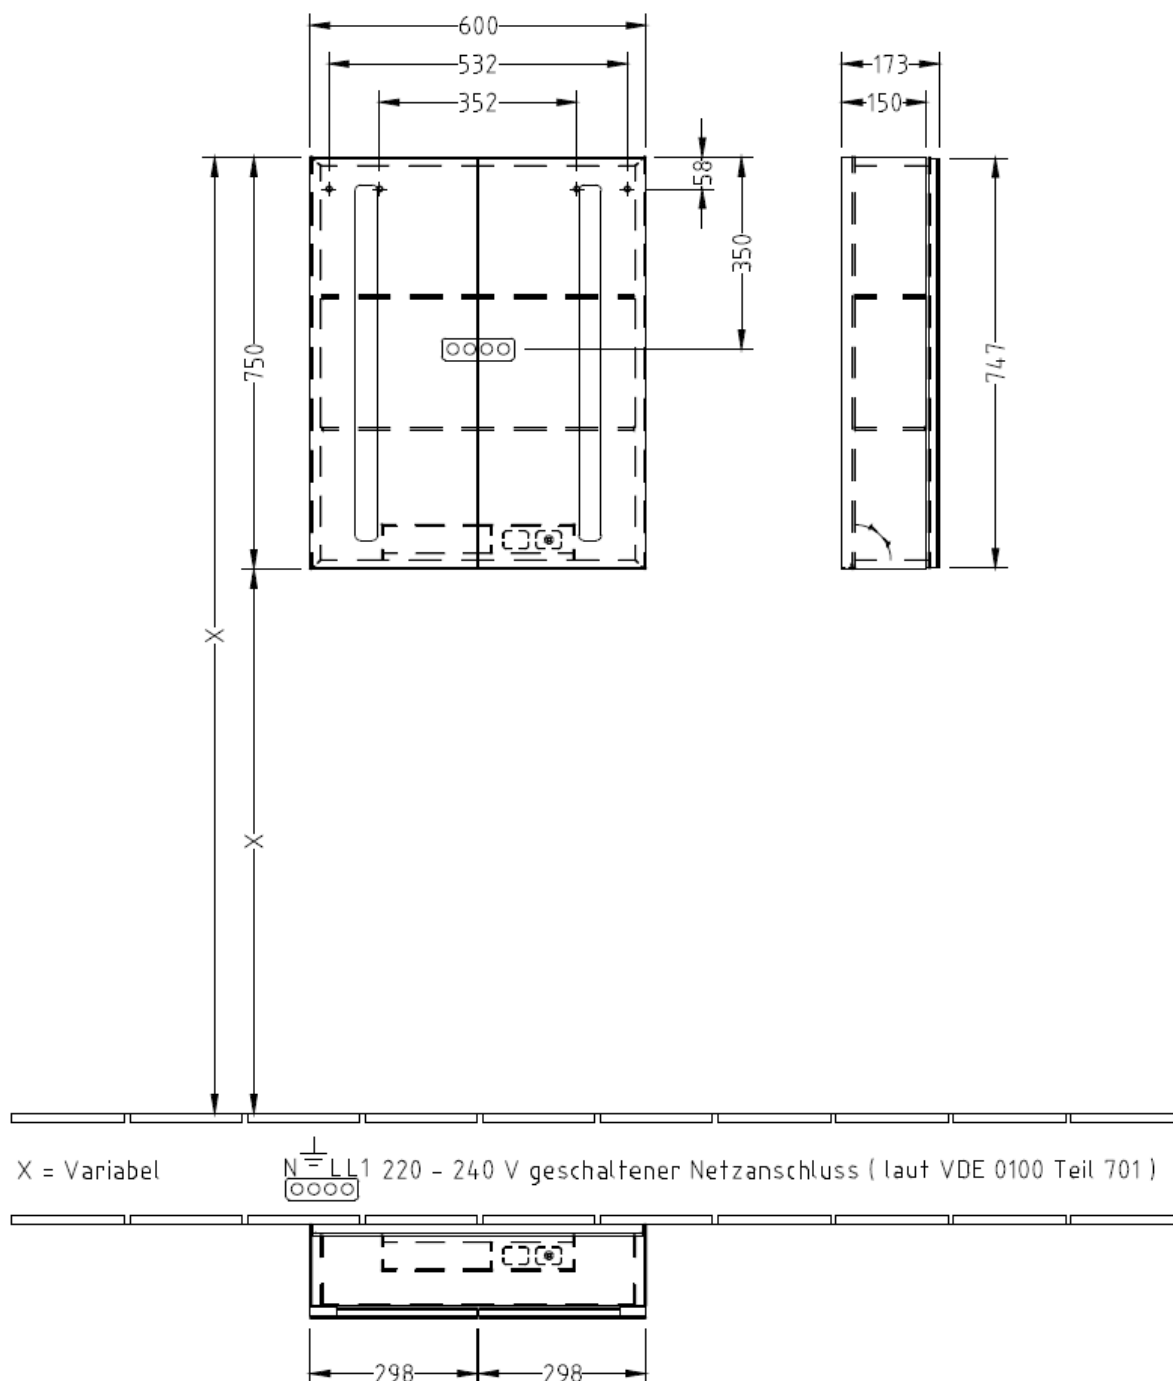 600
532
352
173
150
58
350
750
747
X
X
X = Variabel
N LL1 220 - 240 V geschaltener Netzanschluss ( laut VDE 0100 Teil 701 )
298
298